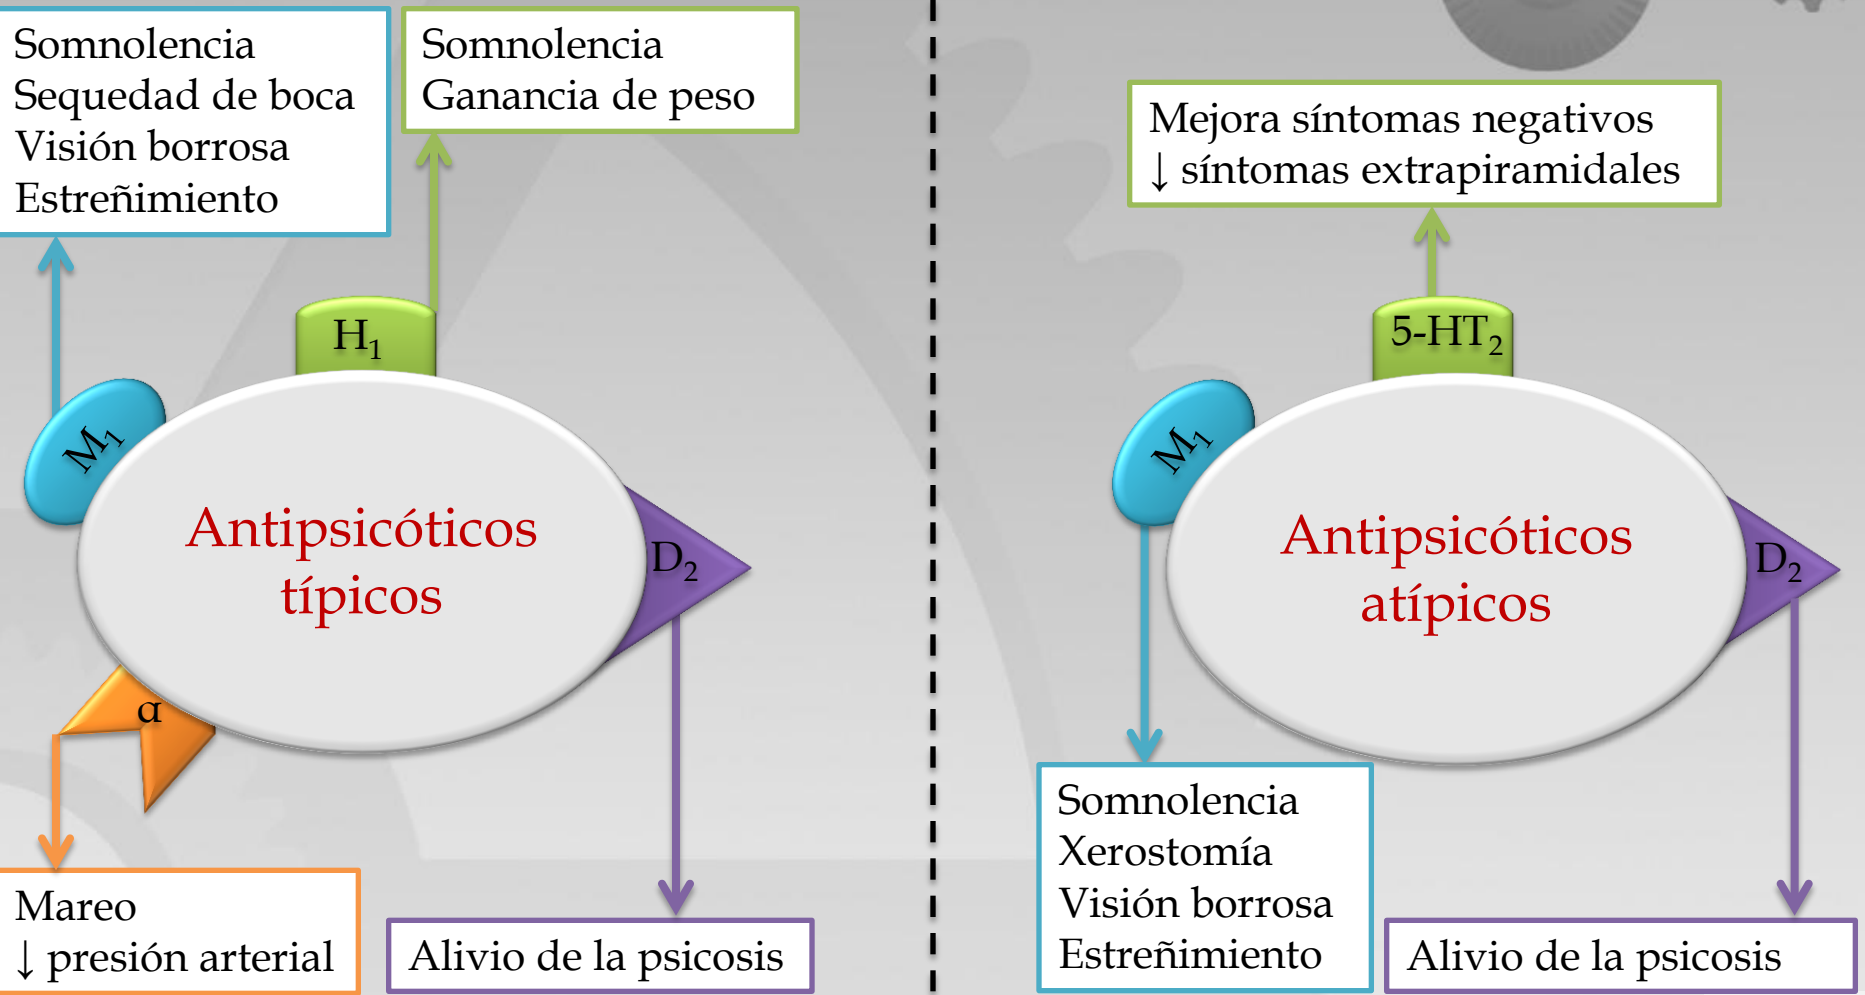 Somnolencia
Sequedad de boca
Visión borrosa
Estreñimiento
Somnolencia
Ganancia de peso
H₁
M₁
Antipsicóticos
típicos
D₂
α
Mareo
↓ presión arterial
Alivio de la psicosis
Mejora síntomas negativos
↓ síntomas extrapiramidales
5-HT₂
M₁
Antipsicóticos
atípicos
D₂
Somnolencia
Xerostomía
Visión borrosa
Estreñimiento
Alivio de la psicosis